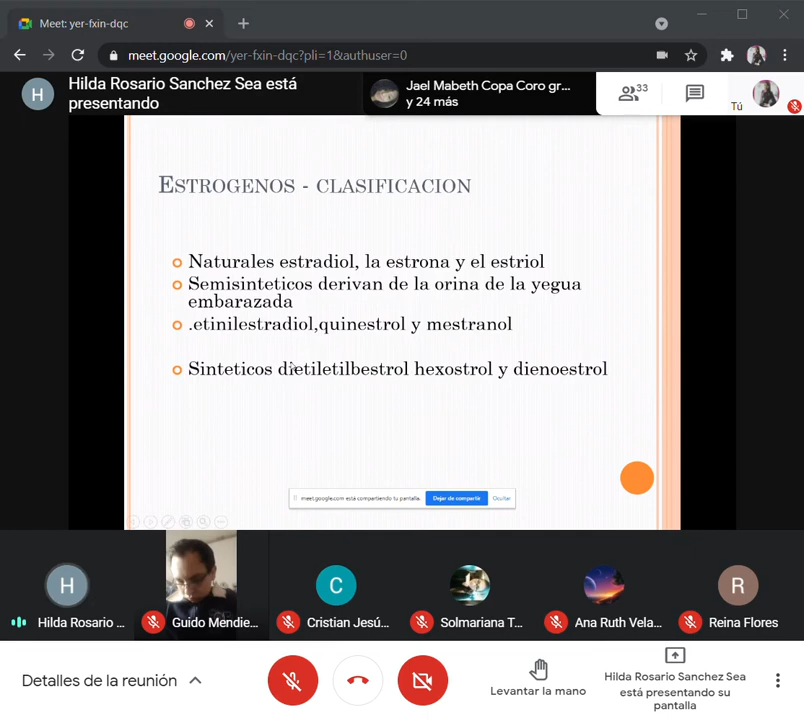 Meet: yer-fxin-dqc
meet.google.com/yer-fxin-dqc?pli=1&authuser=0
H
Hilda Rosario Sanchez Sea está
presentando
Jael Mabeth Copa Coro gr...
y 24 más
33
Tú
ESTROGENOS - CLASIFICACION
Naturales estradiol, la estrona y el estriol
Semisinteticos derivan de la orina de la yegua
embarazada
.etinilestradiol,quinestrol y mestranol
Sinteticos dietiletilbestrol hexostrol y dienoestrol
meet.google.com está compartiendo tu pantalla.
Dejar de compartir
Ocultar
H
C
R
Hilda Rosario ...
Guido Mendie...
Cristian Jesú...
Solmariana T...
Ana Ruth Vela...
Reina Flores
Detalles de la reunión
Levantar la mano
Hilda Rosario Sanchez Sea
está presentando su
pantalla